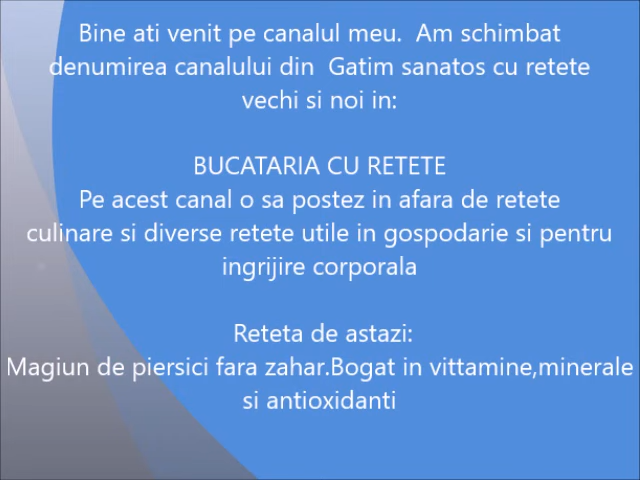 Bine ati venit pe canalul meu.  Am schimbat
denumirea canalului din  Gatim sanatos cu retete
vechi si noi in:
BUCATARIA CU RETETE
Pe acest canal o sa postez in afara de retete
culinare si diverse retete utile in gospodarie si pentru
ingrijire corporala
Reteta de astazi:
Magiun de piersici fara zahar.Bogat in vittamine,minerale
si antioxidanti